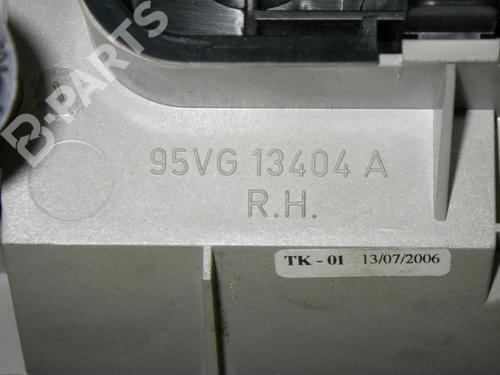 B-PARTS
95VG 13404 A
R.H.
TK - 01 13/07/2006